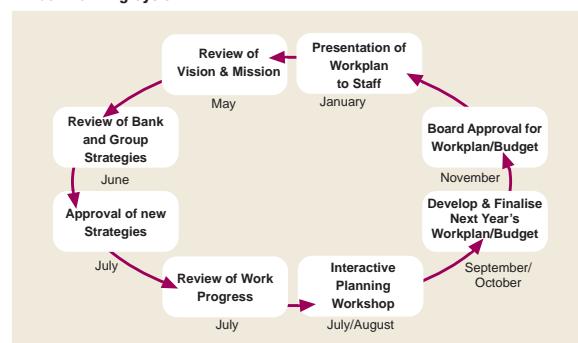 Review of
Vision & Mission
May
Presentation of
Workplan
to Staff
January
Review of Bank
and Group
Strategies
June
Board Approval for
Workplan/Budget
November
Approval of new
Strategies
July
Develop & Finalise
Next Year's
Workplan/Budget
September/
October
Review of Work
Progress
July
Interactive
Planning
Workshop
July/August